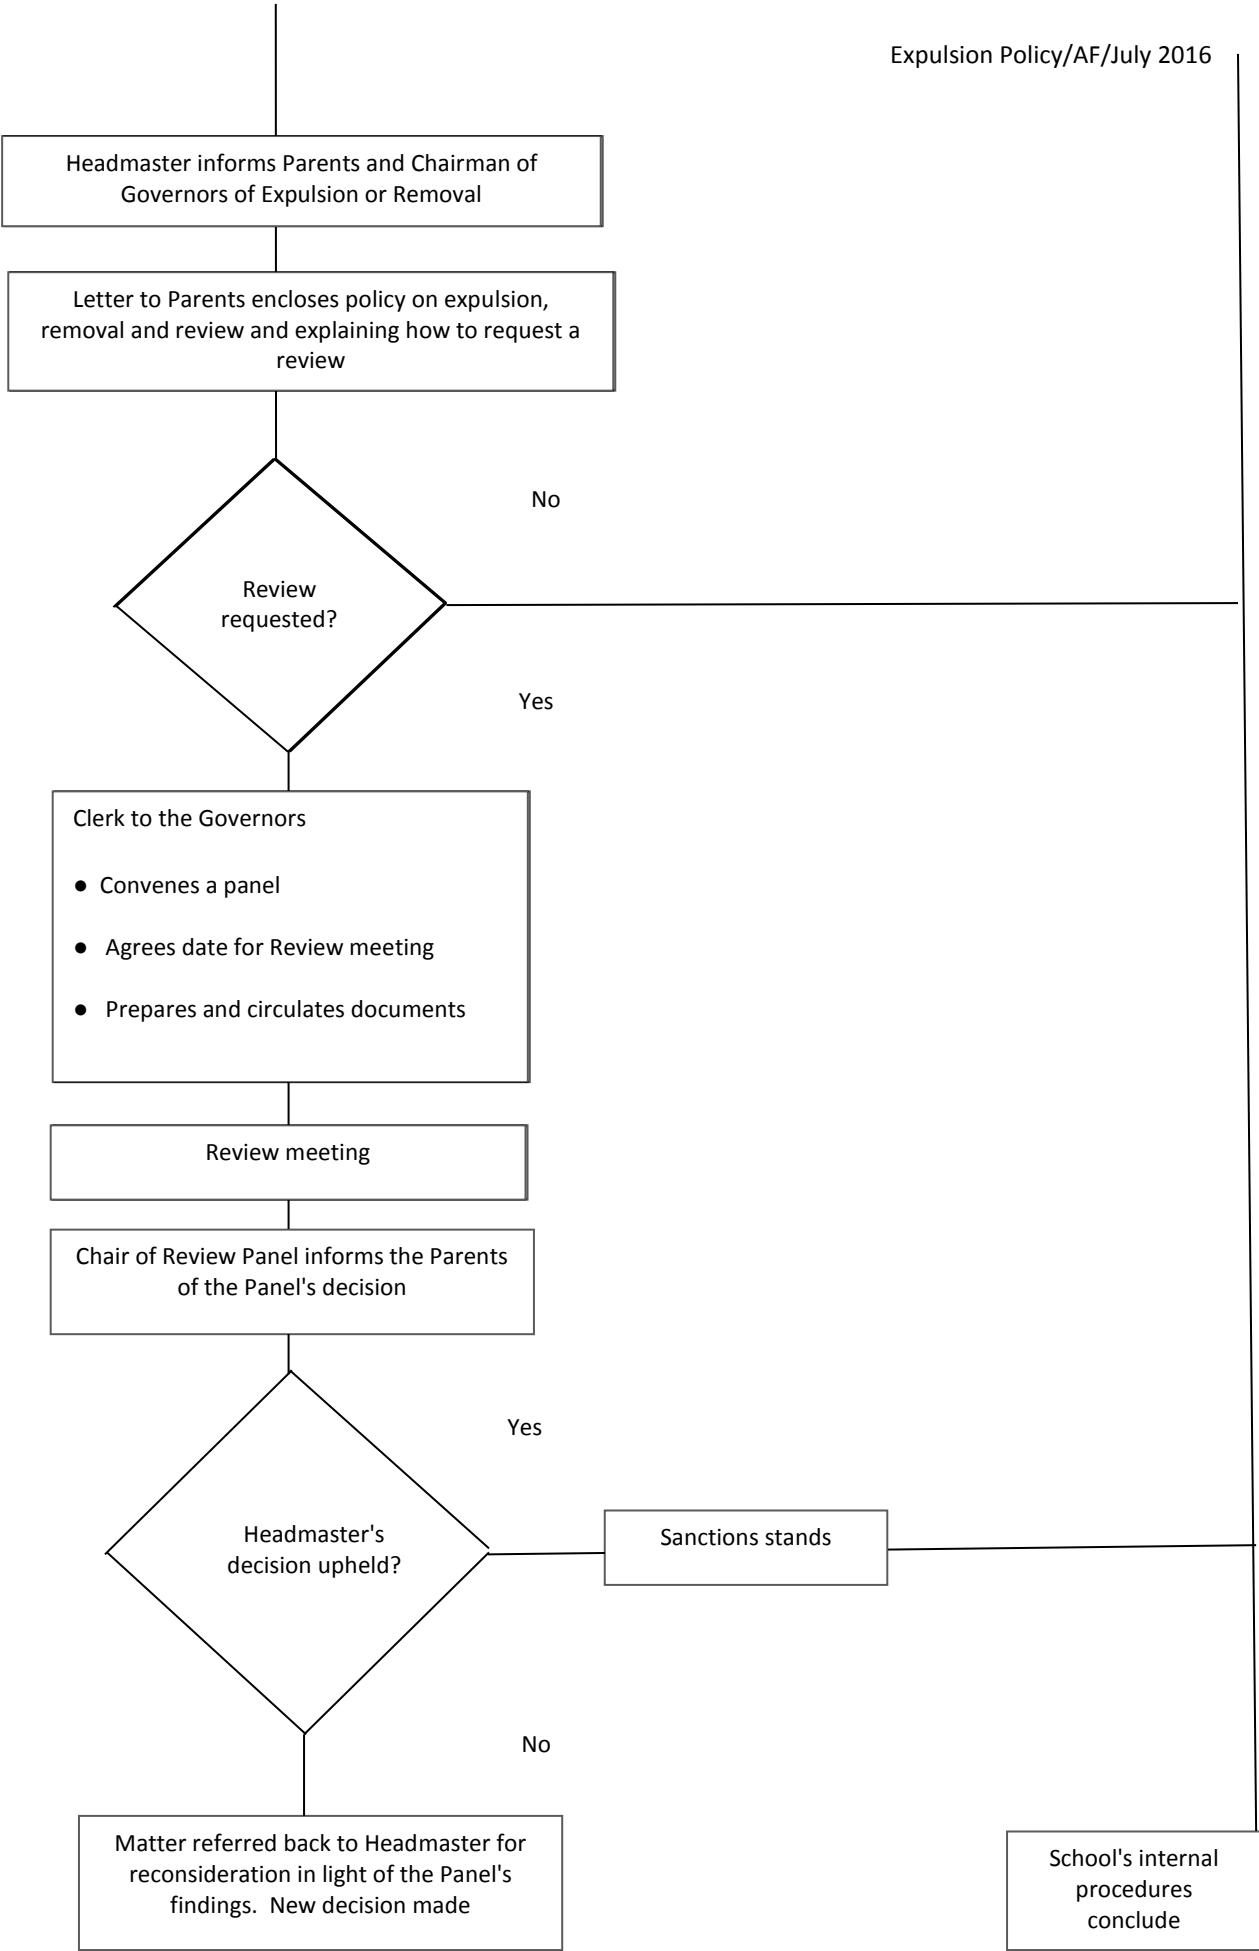 Expulsion Policy/AF/July 2016
Headmaster informs Parents and Chairman of
Governors of Expulsion or Removal
Letter to Parents encloses policy on expulsion,
removal and review and explaining how to request a
review
No
Review
requested?
Yes
Clerk to the Governors
● Convenes a panel
● Agrees date for Review meeting
● Prepares and circulates documents
Review meeting
Chair of Review Panel informs the Parents
of the Panel's decision
Yes
Headmaster's
decision upheld?
Sanctions stands
No
Matter referred back to Headmaster for
reconsideration in light of the Panel's
findings. New decision made
School's internal
procedures
conclude